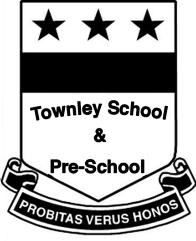 Townley School
&
Pre-School
PROBITAS VERUS HONOS